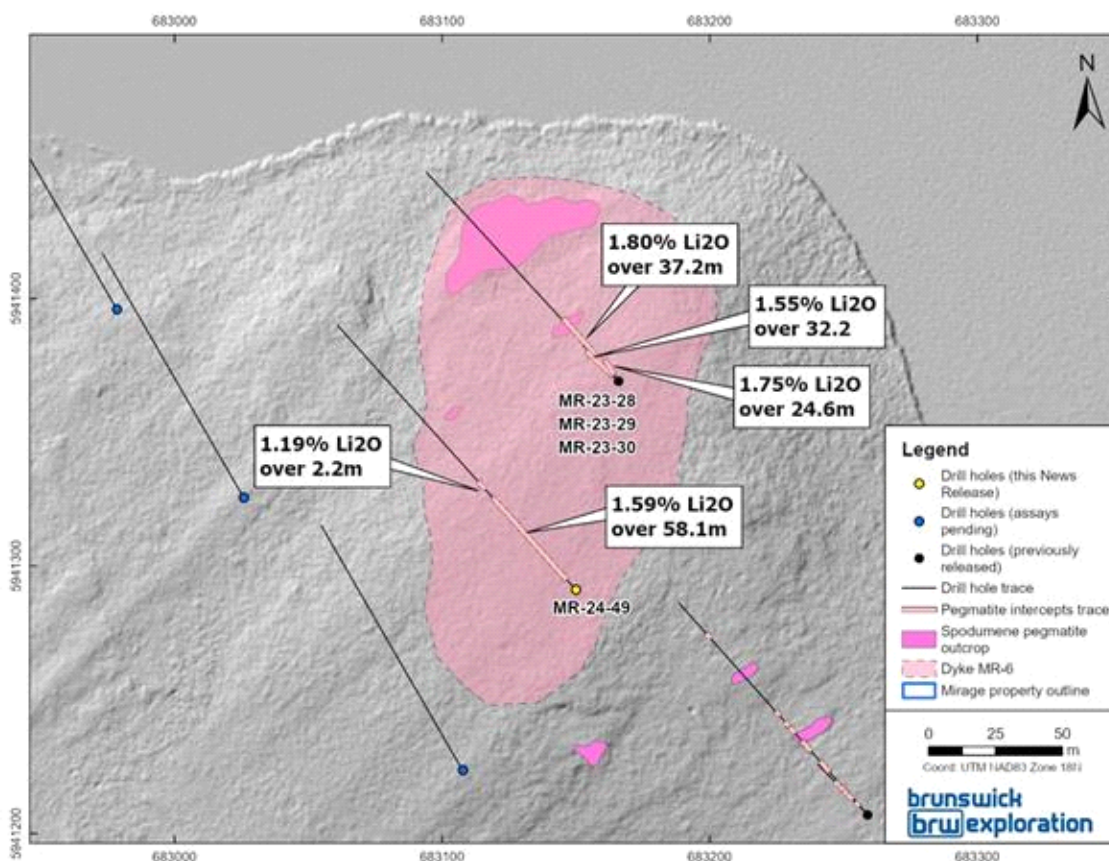 683000 683100 683200 683300
N
1.80% Li2O
over 37.2m
5941400
1.55% Li2O
over 32.2
1.75% Li2O
over 24.6m
MR-23-28
MR-23-29
MR-23-30
1.19% Li2O
over 2.2m
1.59% Li2O
over 58.1m
5941300
MR-24-49
5941200
Legend
Drill holes (this News
Release)
Drill holes (assays
pending)
Drill holes (previously
released)
Drill hole trace
Pegmatite intercepts trace
Spodumene pegmatite
outcrop
Dyke MR-6
Mirage property outline
0 25 50
m
Coord: UTM NAD83 Zone 18N
brunswick
brw exploration
683000 683100 683200 683300